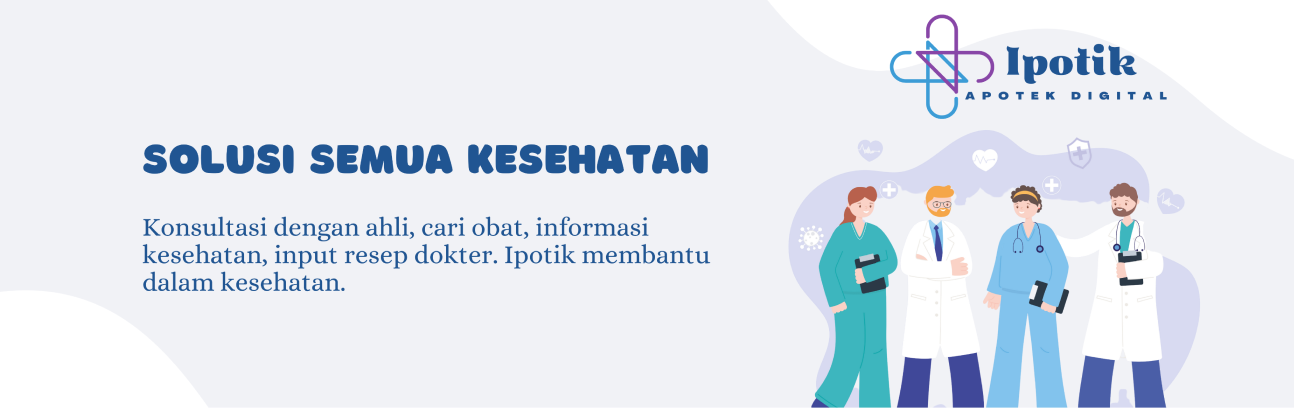 Ipotik
APOTEK DIGITAL
SOLUSI SEMUA KESEHATAN
Konsultasi dengan ahli, cari obat, informasi
kesehatan, input resep dokter. Ipotik membantu
dalam kesehatan.